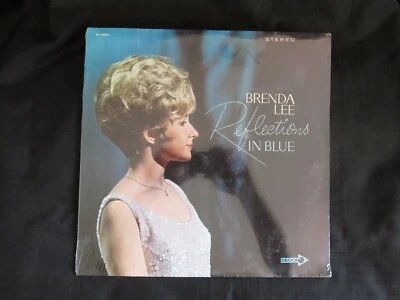 STEREO
BRENDA
LEE
Reflections
IN BLUE
DECCA